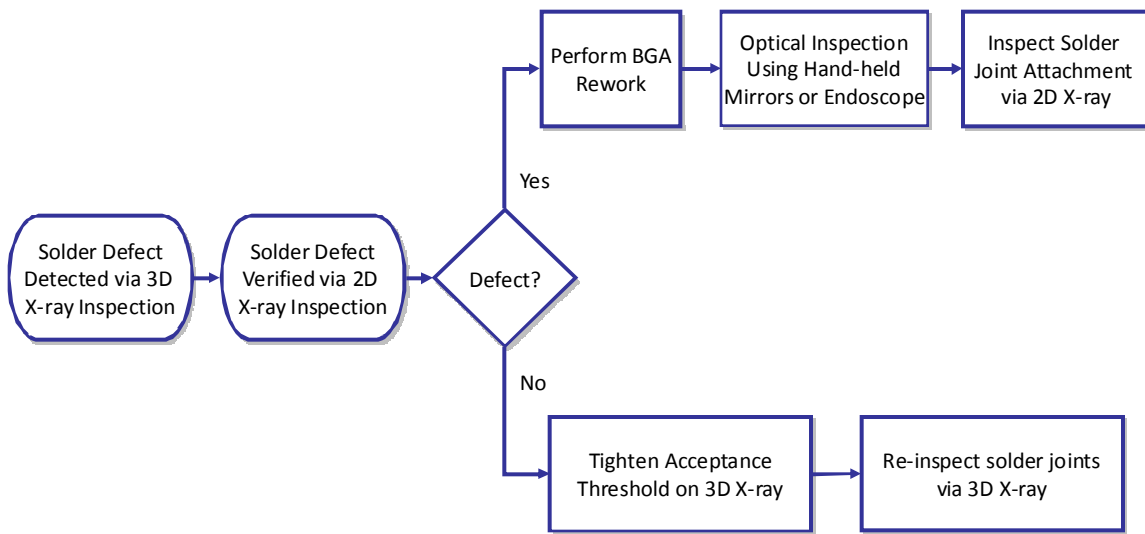 Perform BGA
Rework
Optical Inspection
Using Hand-held
Mirrors or Endoscope
Inspect Solder
Joint Attachment
via 2D X-ray
Yes
Solder Defect
Detected via 3D
X-ray Inspection
Solder Defect
Verified via 2D
X-ray Inspection
Defect?
No
Tighten Acceptance
Threshold on 3D X-ray
Re-inspect solder joints
via 3D X-ray